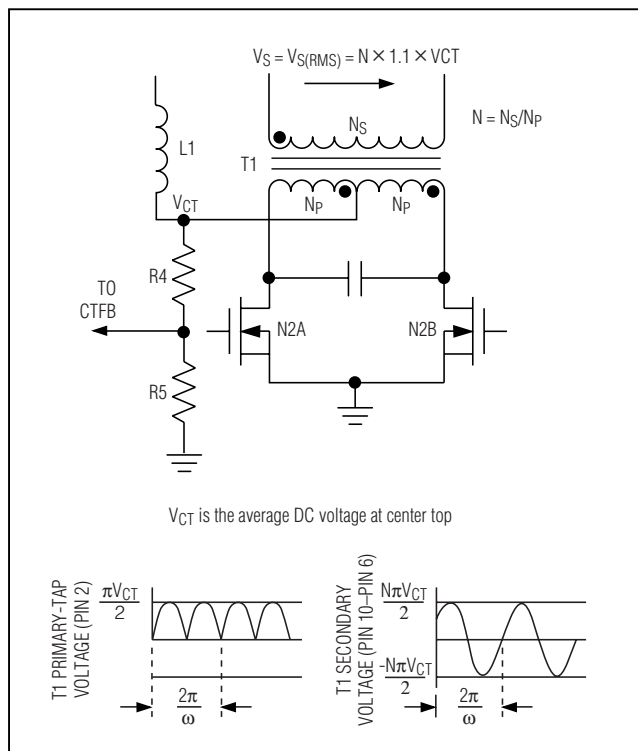 V_S = V_S(RMS) = N × 1.1 × VCT
N_S
N = N_S/N_P
L1
T1
V_CT
N_P
N_P
R4
TO
CTFB
N2A
N2B
R5
V_CT is the average DC voltage at center top
T1 PRIMARY-TAP
VOLTAGE (PIN 2)
πV_CT
2
2π
ω
T1 SECONDARY
VOLTAGE (PIN 10–PIN 6)
NπV_CT
2
-NπV_CT
2
2π
ω